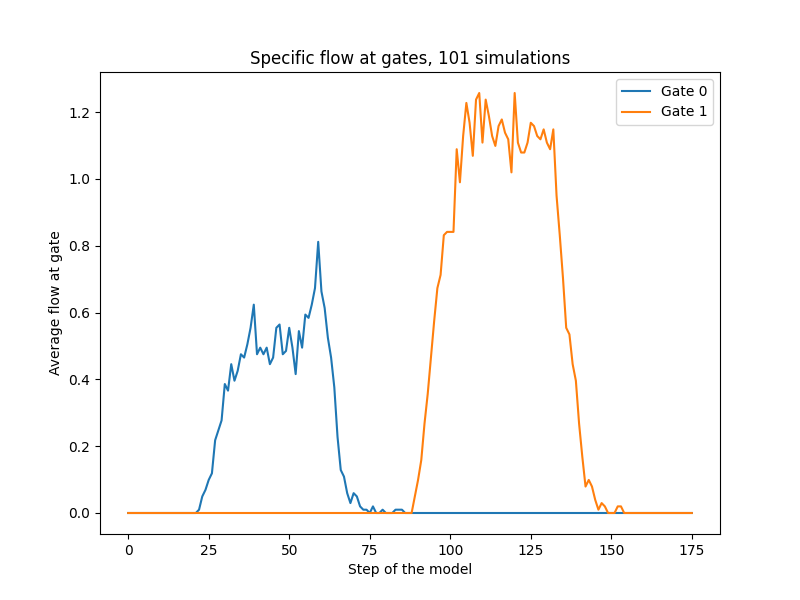 Specific flow at gates, 101 simulations
Gate 0
Gate 1
Average flow at gate
1.2
1.0
0.8
0.6
0.4
0.2
0.0
0 25 50 75 100 125 150 175
Step of the model